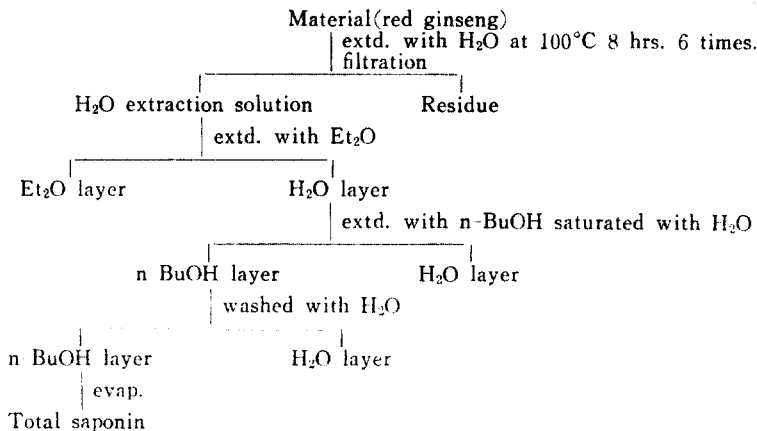 Material(red ginseng)
extd. with H₂O at 100°C 8 hrs. 6 times.
filtration
H₂O extraction solution Residue
extd. with Et₂O
Et₂O layer H₂O layer
extd. with n-BuOH saturated with H₂O
n BuOH layer H₂O layer
washed with H₂O
n BuOH layer H₂O layer
evap.
Total saponin